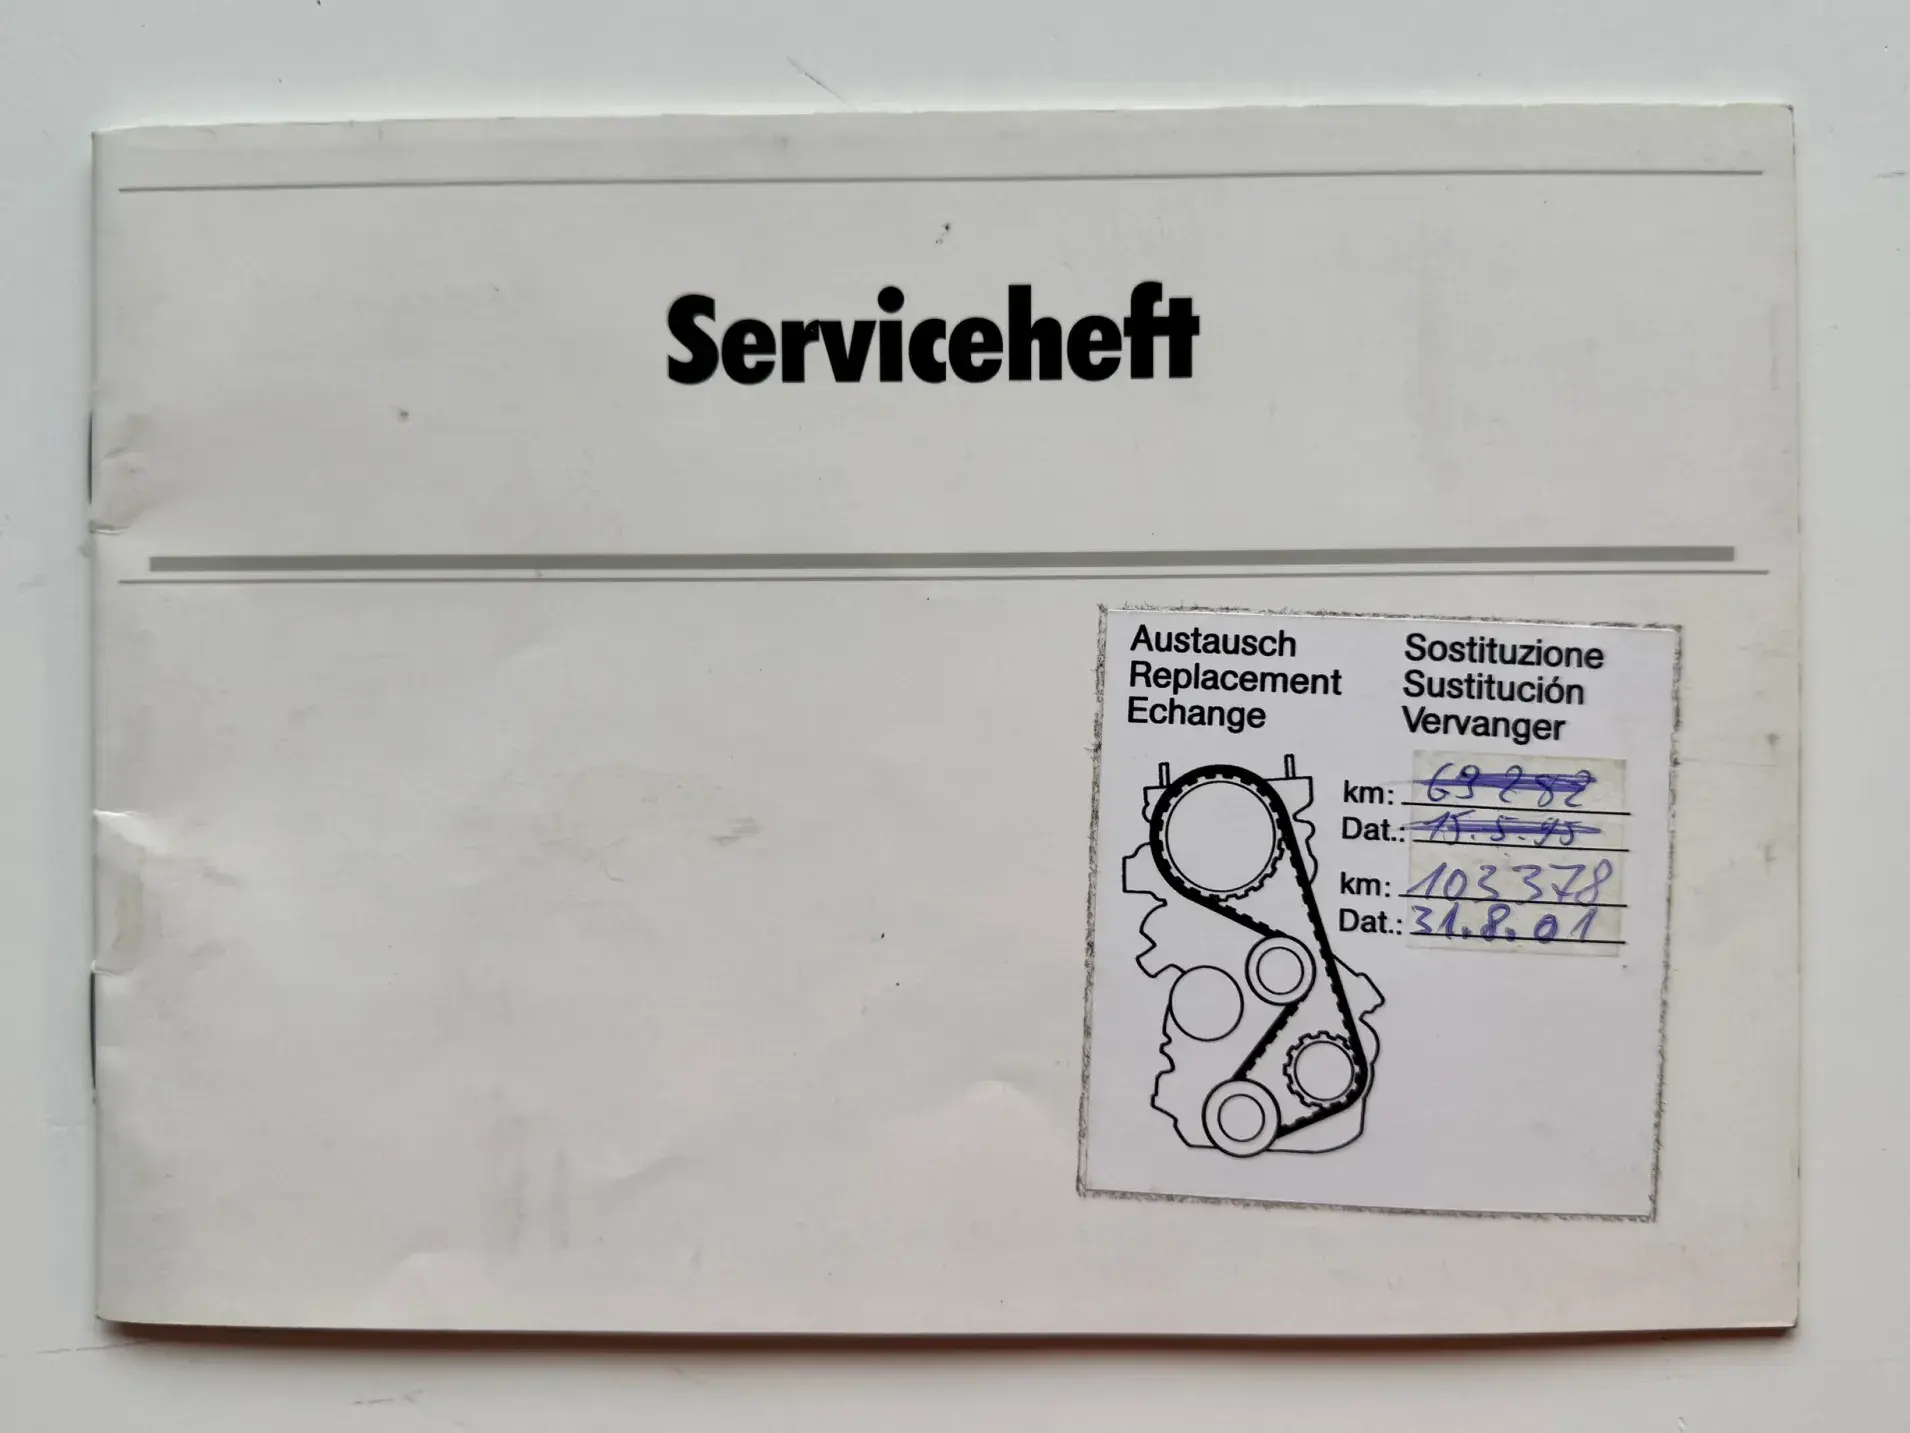 Serviceheft
Austausch
Replacement
Echange
Sostituzione
Sustitución
Vervanger
km: 69 282
Dat.: 15.5.95
km: 103 378
Dat.: 31.8.01